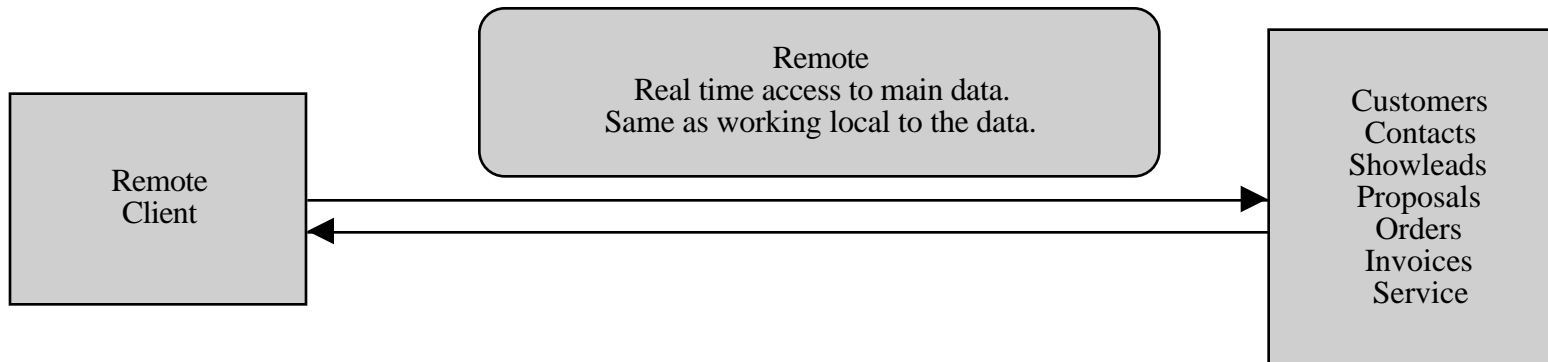 Remote
Real time access to main data.
Same as working local to the data.
Remote
Client
Customers
Contacts
Showleads
Proposals
Orders
Invoices
Service